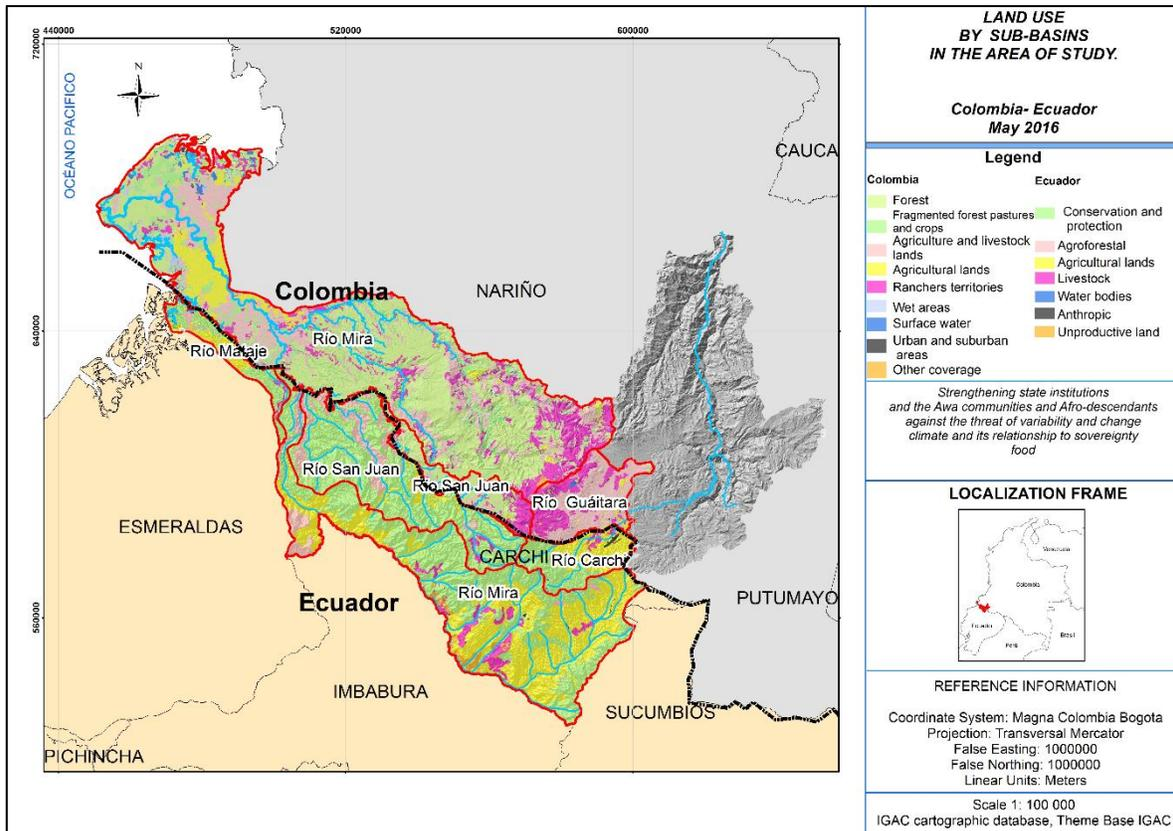 440000
520000
600000
720000
640000
560000
N
OCÉANO PACIFICO
CAUCA
NARIÑO
Colombia
Río Mira
Río Mataje
Río San Juan
Río San Juan
Río Guáitara
ESMERALDAS
CARCHI
Río Carchi
Río Mira
Ecuador
PUTUMAYO
IMBABURA
SUCUMBIOS
PICHINCHA
LAND USE
BY SUB-BASINS
IN THE AREA OF STUDY.
Colombia- Ecuador
May 2016
Legend
Colombia
Forest
Fragmented forest pastures
and crops
Agriculture and livestock
lands
Agricultural lands
Ranchers territories
Wet areas
Surface water
Urban and suburban
areas
Other coverage
Ecuador
Conservation and
protection
Agroforestal
Agricultural lands
Livestock
Water bodies
Anthropic
Unproductive land
Strengthening state institutions
and the Awa communities and Afro-descendants
against the threat of variability and change
climate and its relationship to sovereignty
food
LOCALIZATION FRAME
Venezuela
Colombia
Ecuador
Brasil
Perú
REFERENCE INFORMATION
Coordinate System: Magna Colombia Bogota
Projection: Transversal Mercator
False Easting: 1000000
False Northing: 1000000
Linear Units: Meters
Scale 1: 100 000
IGAC cartographic database, Theme Base IGAC